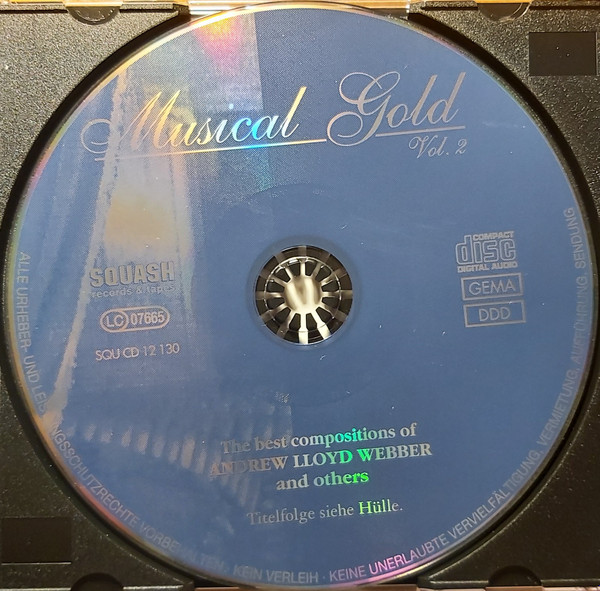 Musical Gold
Vol. 2
SQUASH
records & tapes
LC 07665
SQU CD 12 130
COMPACT
disc
DIGITAL AUDIO
GEMA
DDD
The best compositions of
ANDREW LLOYD WEBBER
and others
Titelfolge siehe Hülle.
ALLE URHEBER- UND LEISTUNGSSCHUTZRECHTE VORBEHALTEN · KEIN VERLEIH · KEINE UNERLAUBTE VERVIELFÄLTIGUNG, VERMIETUNG, AUFFÜHRUNG, SENDUNG